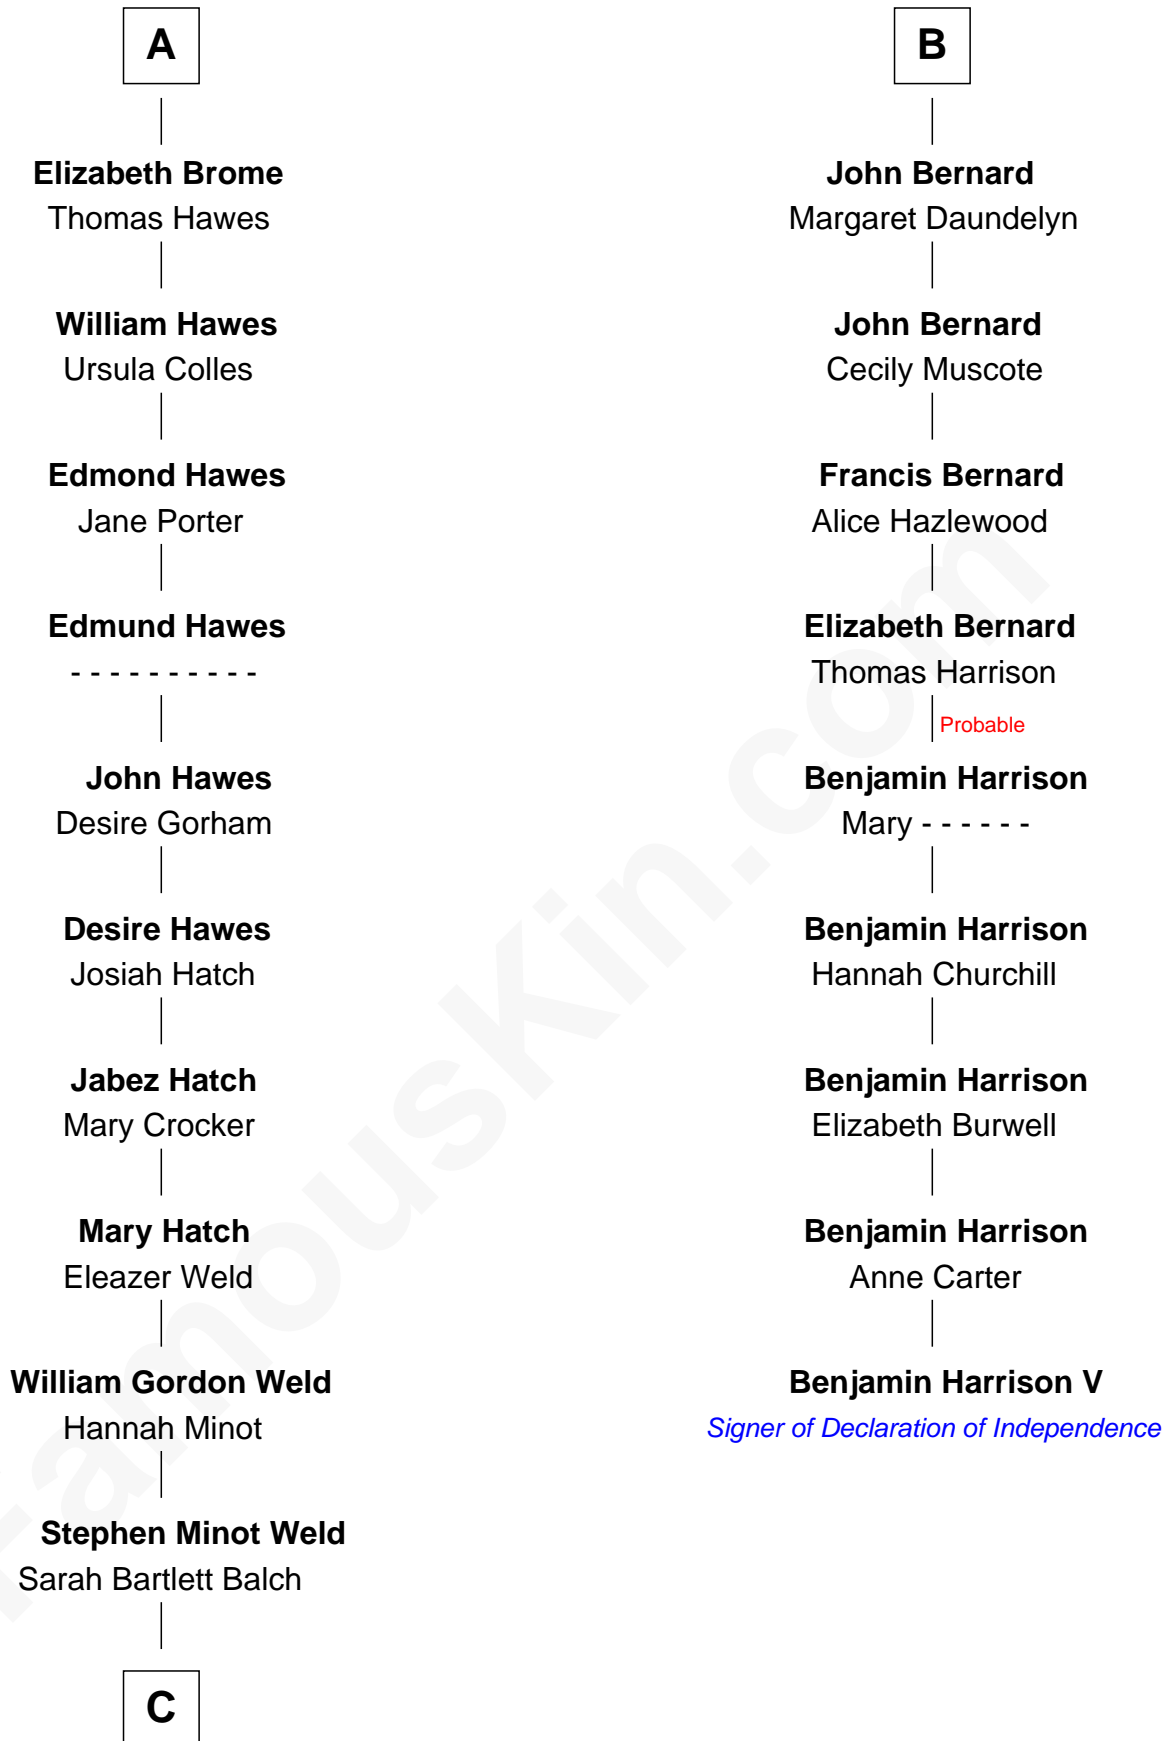 A
Elizabeth Brome
Thomas Hawes
William Hawes
Ursula Colles
Edmond Hawes
Jane Porter
Edmund Hawes
- - - - - - - - - -
John Hawes
Desire Gorham
Desire Hawes
Josiah Hatch
Jabez Hatch
Mary Crocker
Mary Hatch
Eleazer Weld
William Gordon Weld
Hannah Minot
Stephen Minot Weld
Sarah Bartlett Balch
C
B
John Bernard
Margaret Daundelyn
John Bernard
Cecily Muscote
Francis Bernard
Alice Hazlewood
Elizabeth Bernard
Thomas Harrison
Probable
Benjamin Harrison
Mary - - - - - -
Benjamin Harrison
Hannah Churchill
Benjamin Harrison
Elizabeth Burwell
Benjamin Harrison
Anne Carter
Benjamin Harrison V
Signer of Declaration of Independence
FamousKin.com